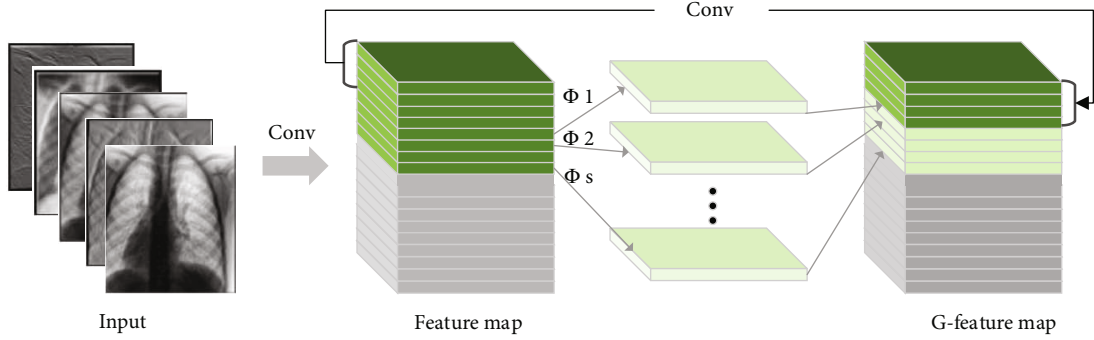 Conv
Conv
Φ 1
Φ 2
Φ s
Input
Feature map
G-feature map